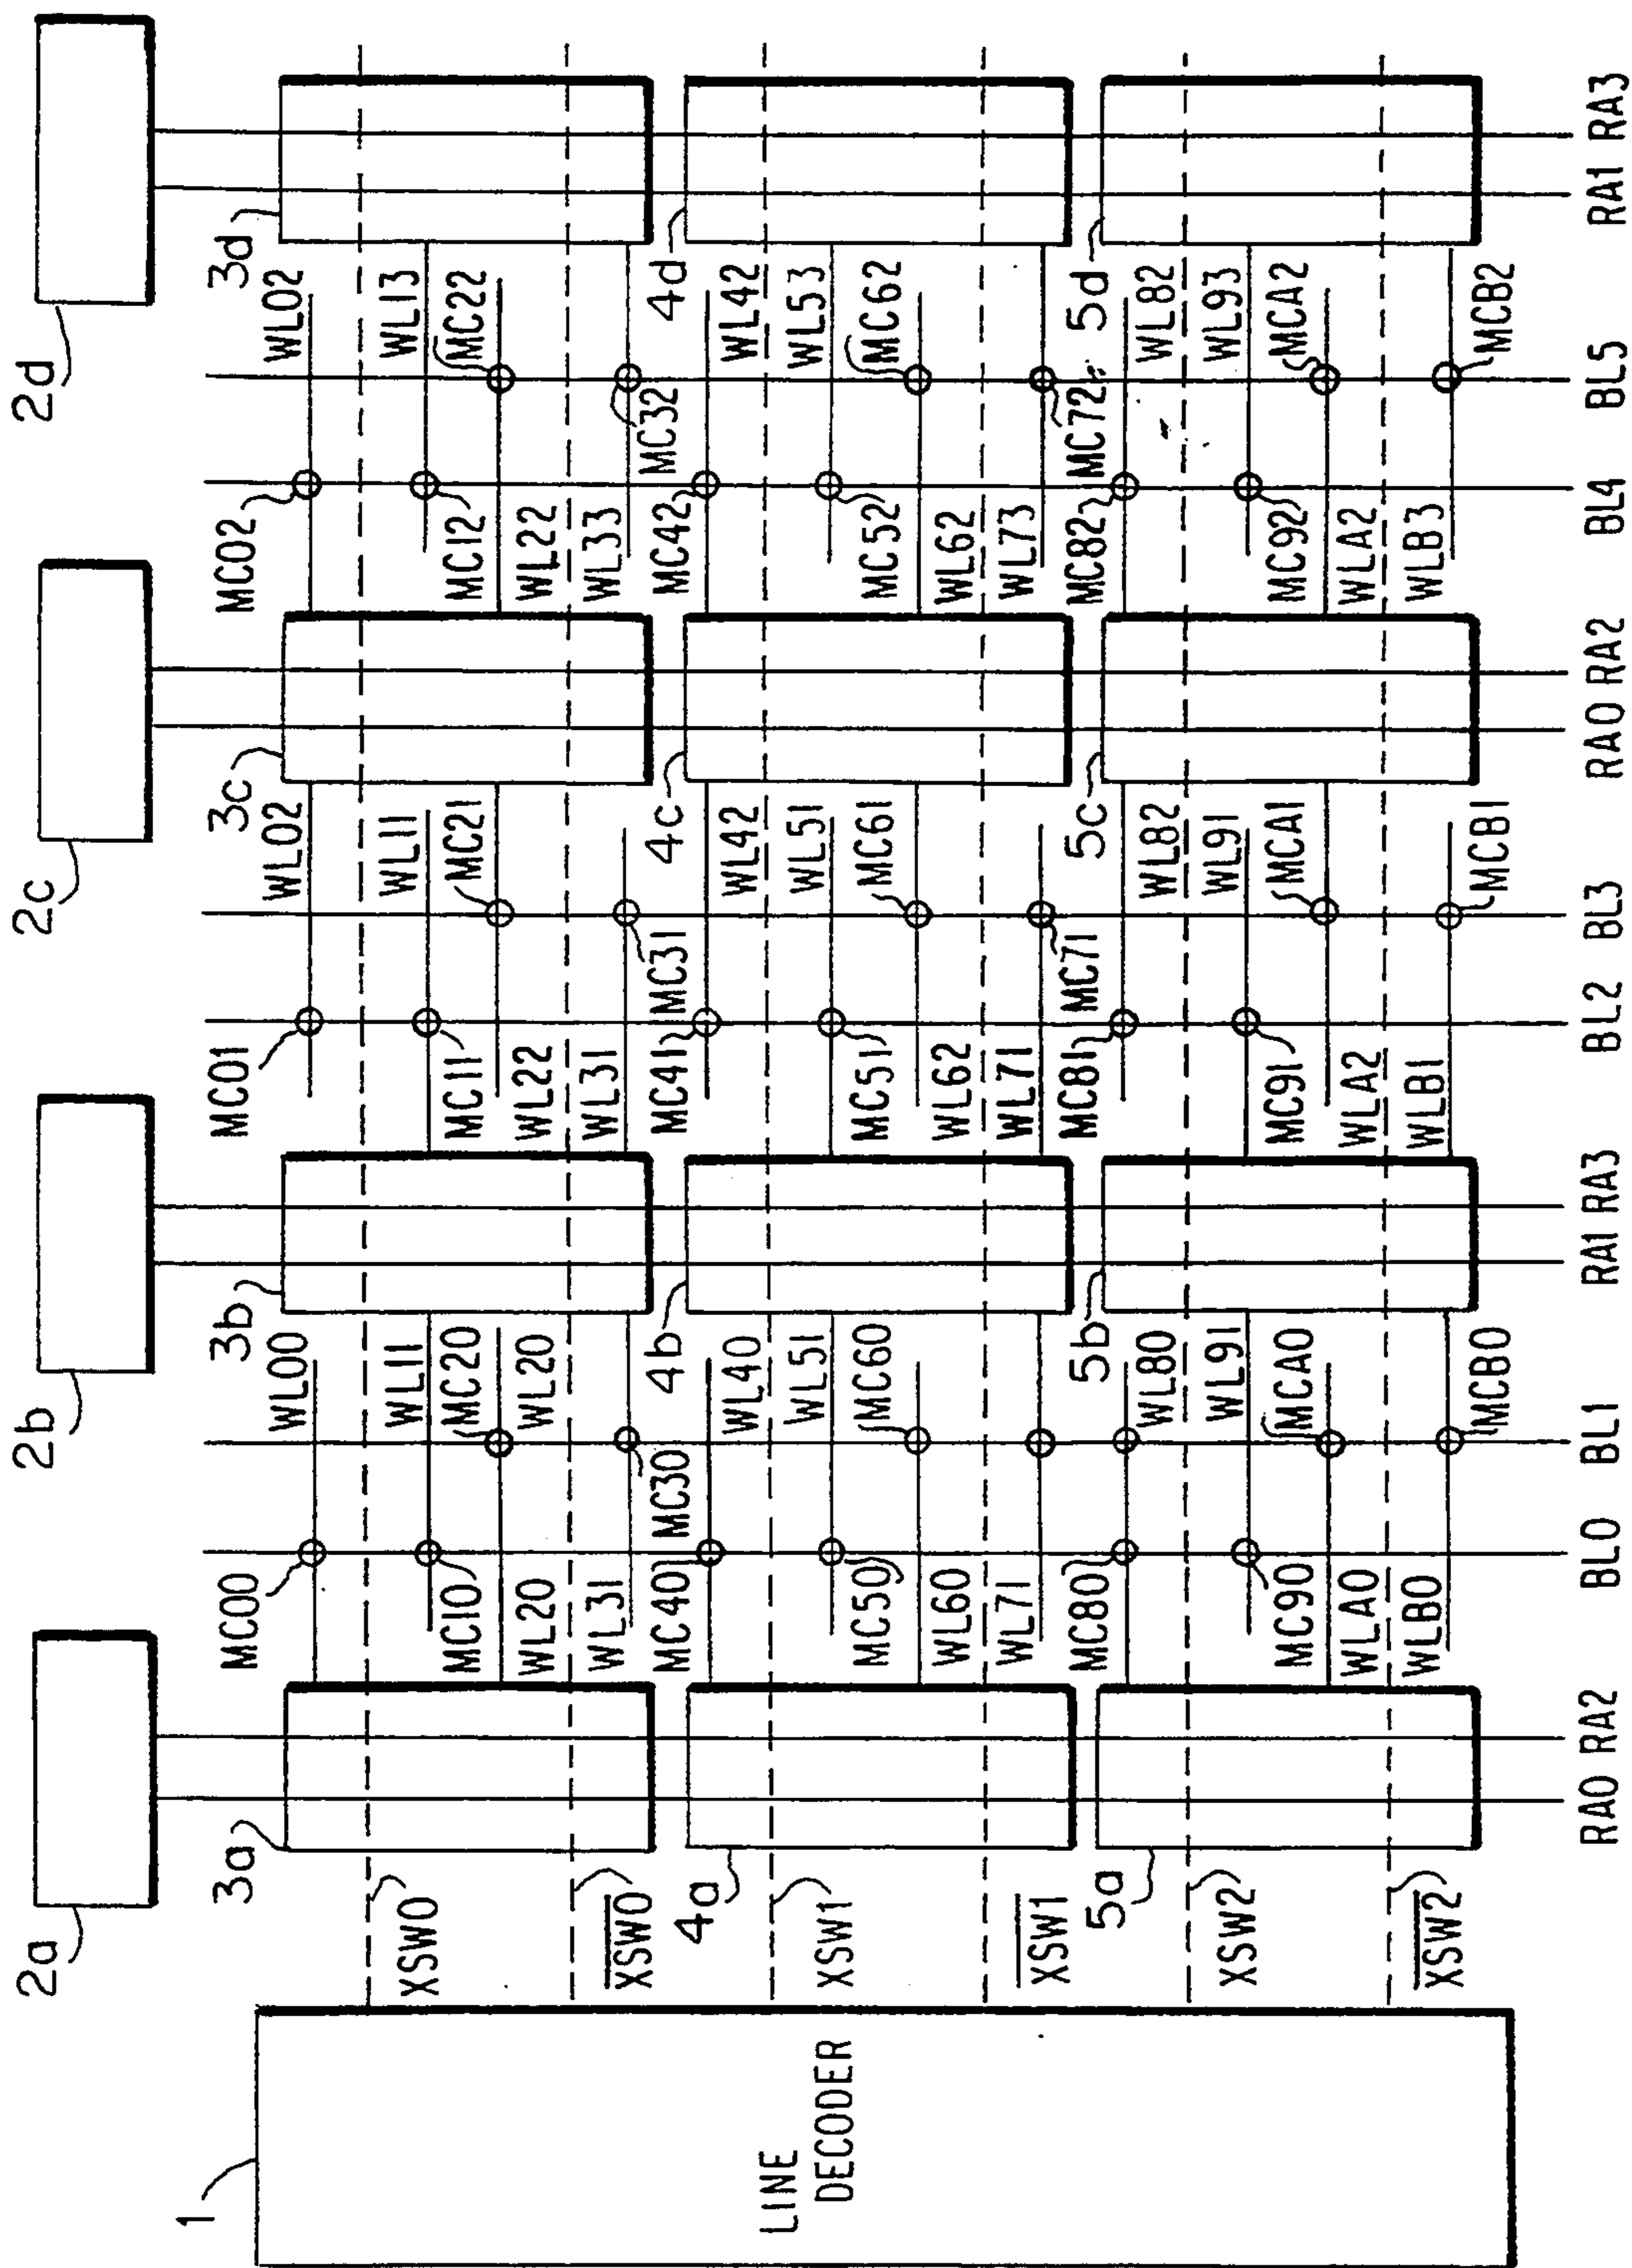 1
LINE
DECODER
XSW0
XSW0
XSW1
XSW1
XSW2
XSW2
2a
3a
4a
5a
RA0 RA2
MC00
MC10
WL20
WL31
MC40
MC50
WL60
WL71
MC80
MC90
WLA0
WLB0
BL0
BL1
WL00
WL11
MC20
WL20
MC30
WL40
WL51
MC60
WL80
WL91
MCA0
MCB0
2b
3b
4b
5b
RA1 RA3
MC01
MC11
WL22
WL31
MC41
MC51
WL62
WL71
MC81
MC91
WLA2
WLB1
BL2
BL3
WL02
WL11
MC21
MC31
WL42
WL51
MC61
MC71
WL82
WL91
MCA1
MCB1
2c
3c
4c
5c
RA0 RA2
MC02
MC12
WL22
WL33
MC42
MC52
WL62
WL73
MC82
MC92
WLA2
WLB3
BL4
BL5
WL02
WL13
MC22
MC32
WL42
WL53
MC62
MC72
WL82
WL93
MCA2
MCB2
2d
3d
4d
5d
RA1 RA3